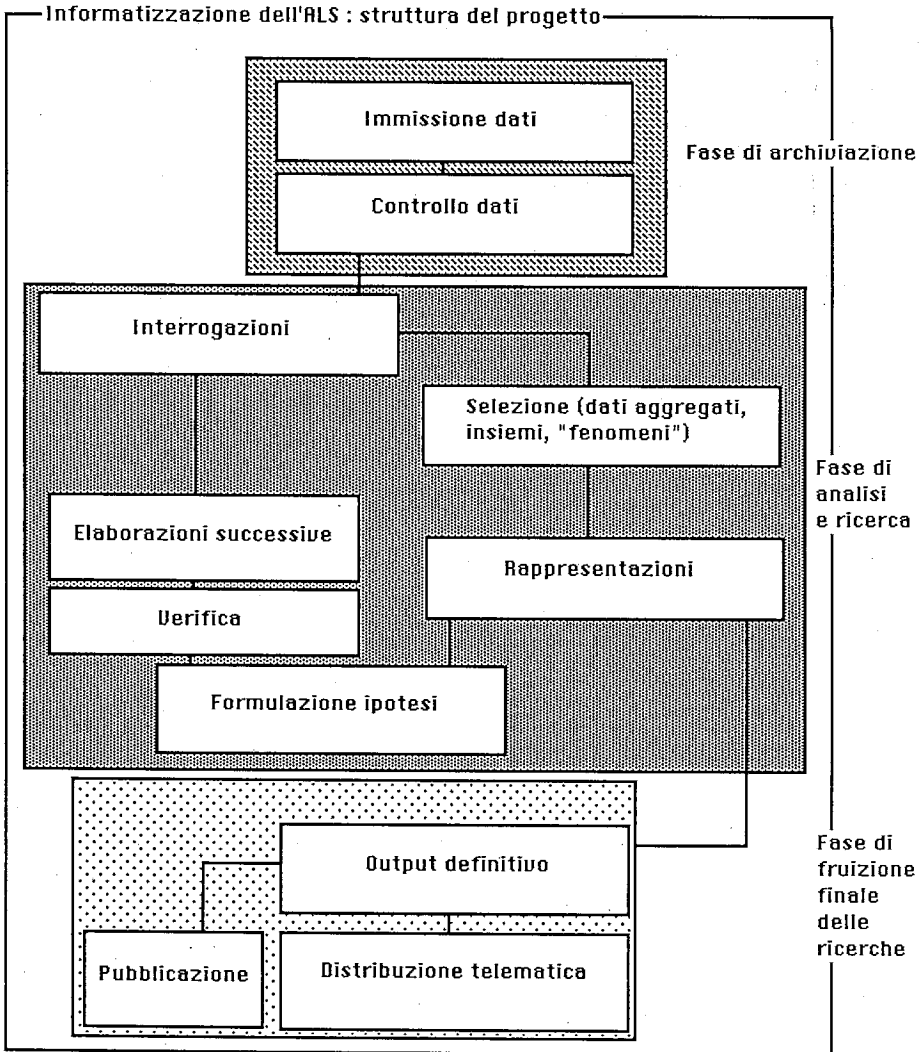 Informatizzazione dell'ALS : struttura del progetto
Immissione dati
Fase di archiviazione
Controllo dati
Interrogazioni
Selezione (dati aggregati,
insiemi, "fenomeni")
Fase di
analisi
e ricerca
Elaborazioni successive
Rappresentazioni
Verifica
Formulazione ipotesi
Output definitivo
Fase di
fruizione
finale
delle
ricerche
Pubblicazione
Distribuzione telematica